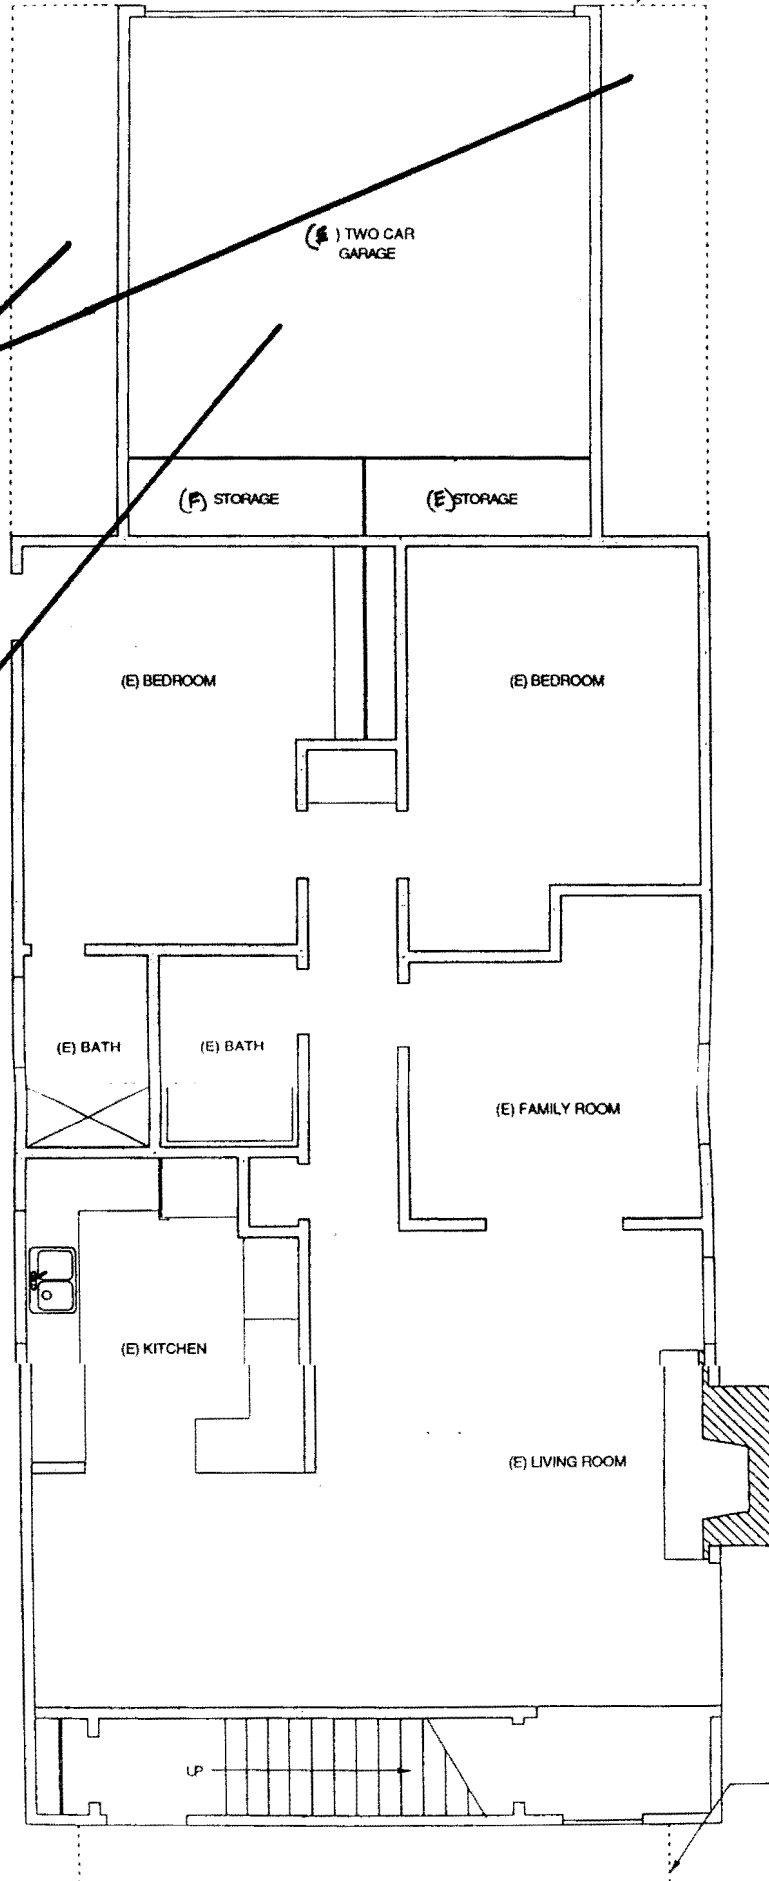 (E) TWO CAR
GARAGE
(F) STORAGE
(E) STORAGE
(E) BEDROOM
(E) BEDROOM
(E) BATH
(E) BATH
(E) FAMILY ROOM
(E) KITCHEN
(E) LIVING ROOM
UP